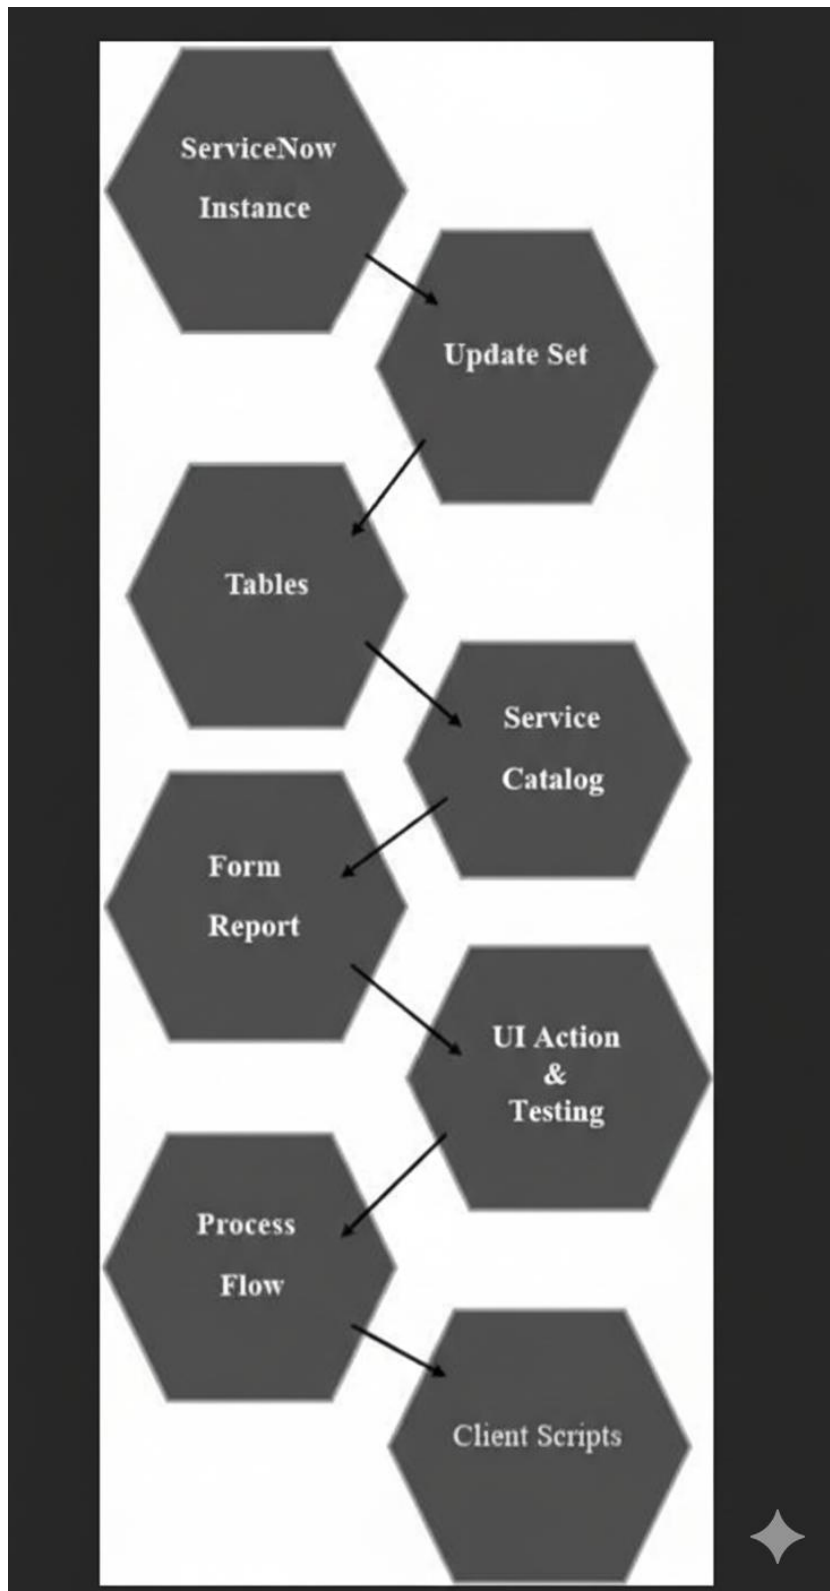 ServiceNow
Instance
Update Set
Tables
Service
Catalog
Form
Report
UI Action
&
Testing
Process
Flow
Client Scripts